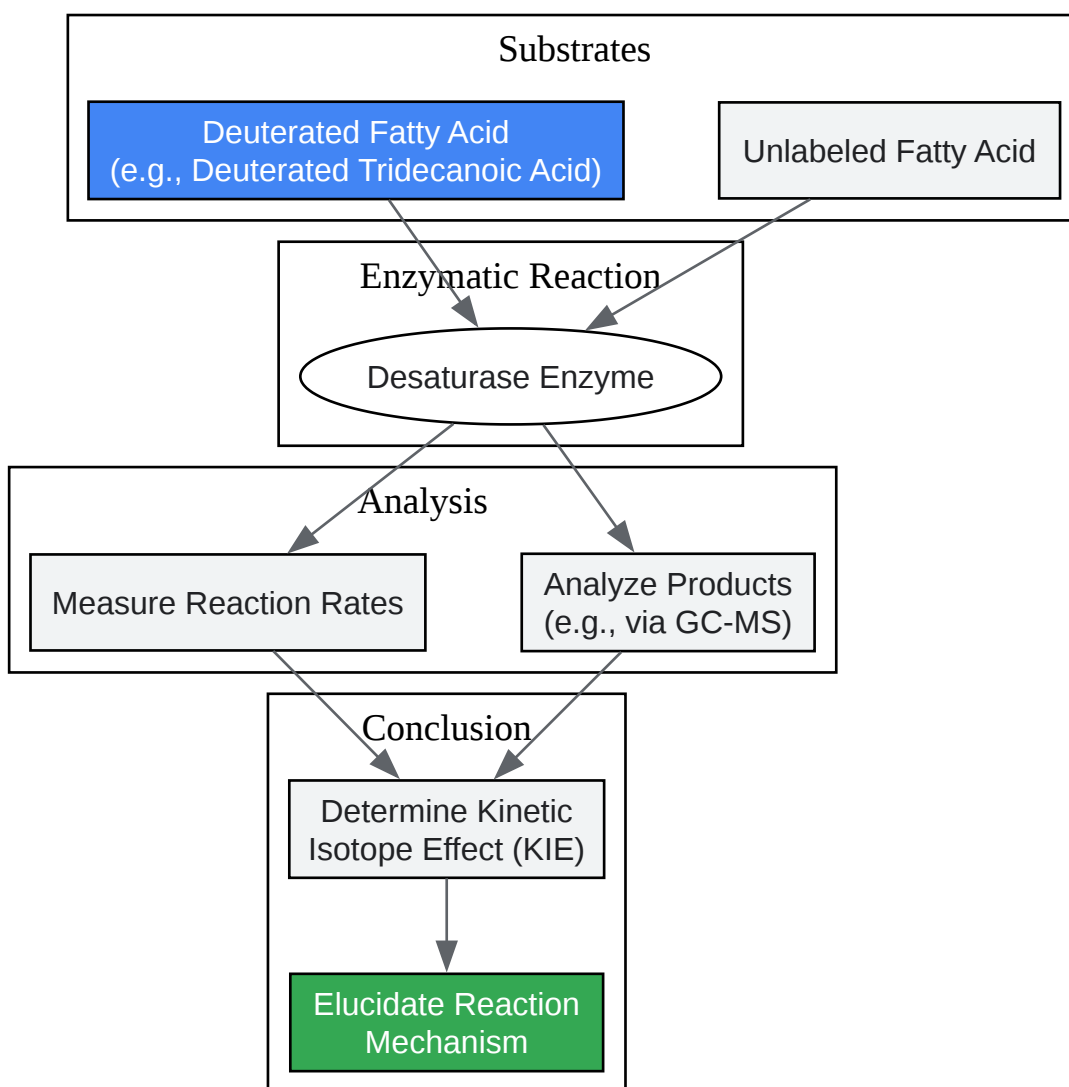 Substrates
Deuterated Fatty Acid
(e.g., Deuterated Tridecanoic Acid)
Unlabeled Fatty Acid
Enzymatic Reaction
Desaturase Enzyme
Analysis
Measure Reaction Rates
Analyze Products
(e.g., via GC-MS)
Conclusion
Determine Kinetic
Isotope Effect (KIE)
Elucidate Reaction
Mechanism